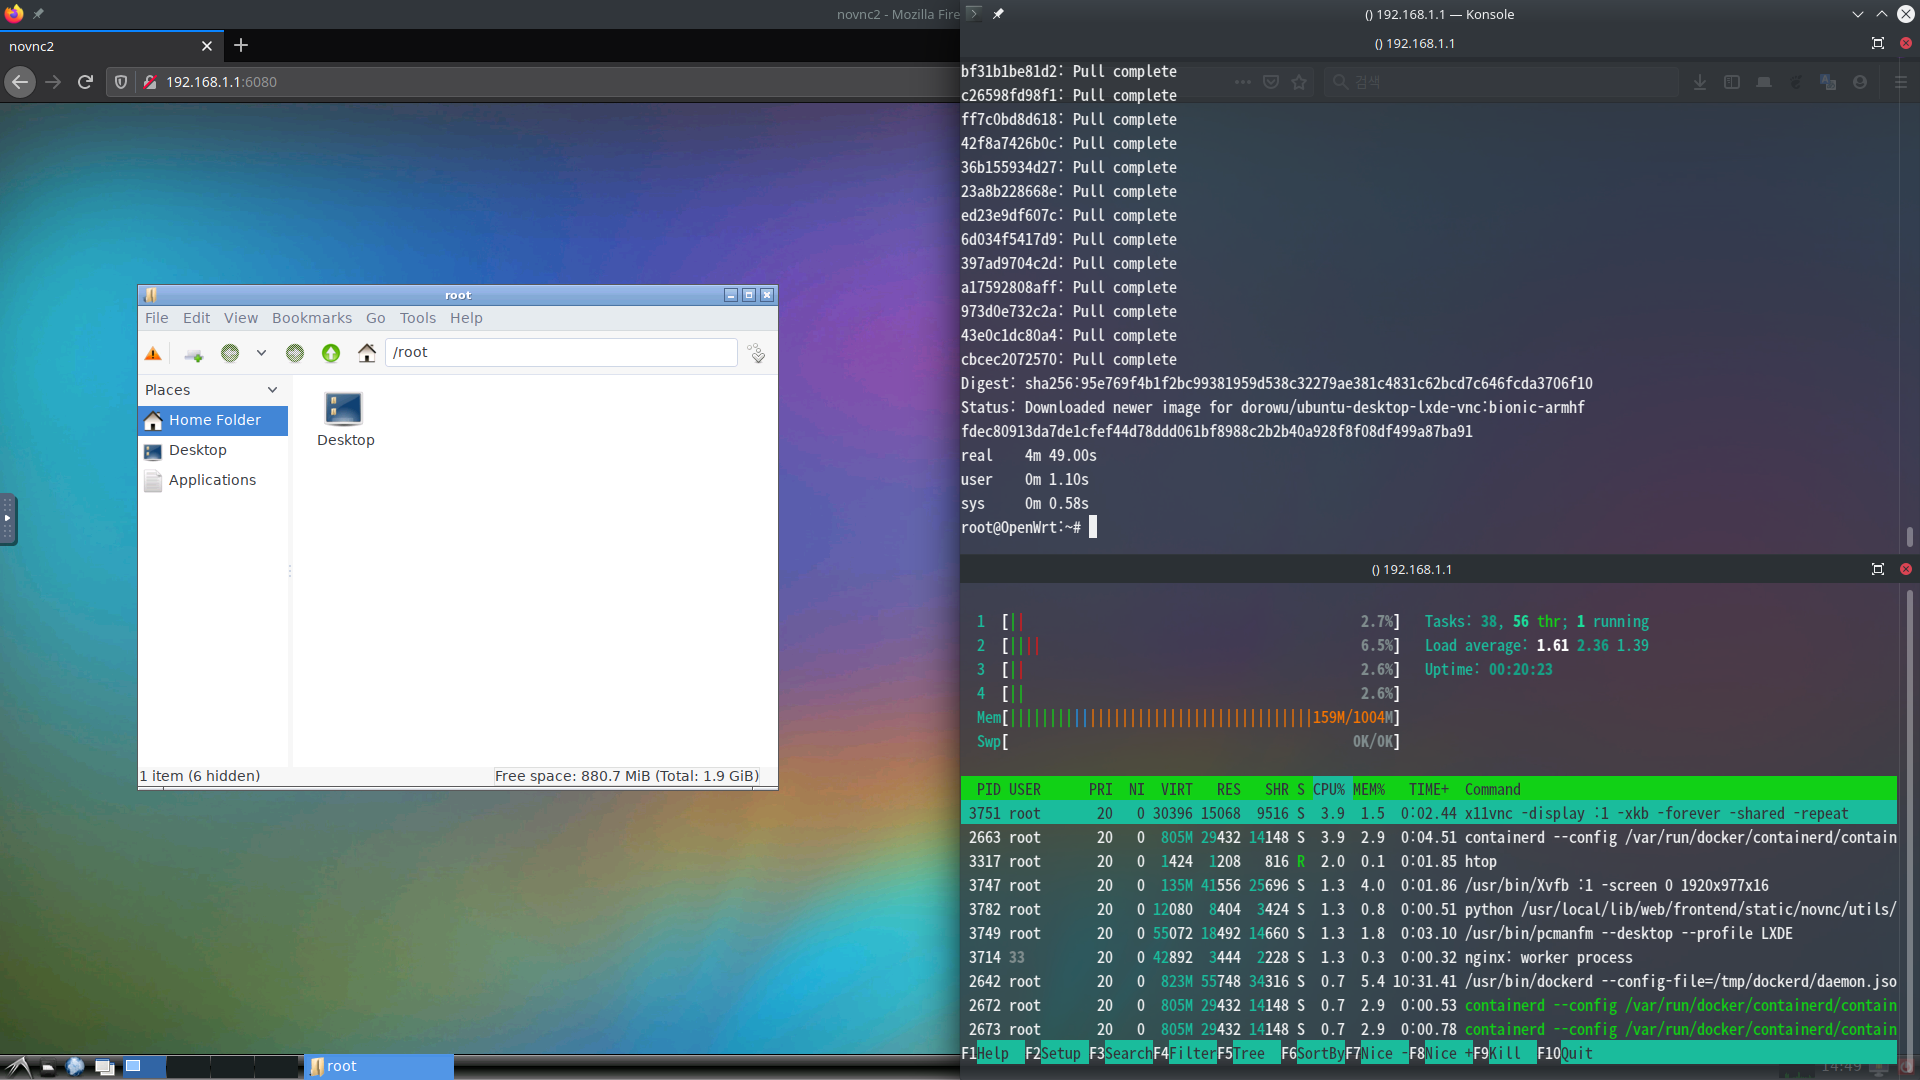 novnc2 - Mozilla Fire
novnc2
192.168.1.1:6080
root
File Edit View Bookmarks Go Tools Help
/root
Places
Home Folder
Desktop
Applications
Desktop
1 item (6 hidden)
Free space: 880.7 MiB (Total: 1.9 GiB)
root
() 192.168.1.1 — Konsole
() 192.168.1.1
검색
bf31b1be81d2: Pull complete
c26598fd98f1: Pull complete
ff7c0bd8d618: Pull complete
42f8a7426b0c: Pull complete
36b155934d27: Pull complete
23a8b228668e: Pull complete
ed23e9df607c: Pull complete
6d034f5417d9: Pull complete
397ad9704c2d: Pull complete
a17592808aff: Pull complete
973d0e732c2a: Pull complete
43e0c1dc80a4: Pull complete
cbcec2072570: Pull complete
Digest: sha256:95e769f4b1f2bc99381959d538c32279ae381c4831c62bcd7c646fcda3706f10
Status: Downloaded newer image for dorowu/ubuntu-desktop-lxde-vnc:bionic-armhf
fdec80913da7de1cfef44d78ddd061bf8988c2b2b40a928f8f08df499a87ba91
real 4m 49.00s
user 0m 1.10s
sys 0m 0.58s
root@OpenWrt:~#
() 192.168.1.1
1 [|| 2.7%] Tasks: 38, 56 thr; 1 running
2 [|||| 6.5%] Load average: 1.61 2.36 1.39
3 [|| 2.6%] Uptime: 00:20:23
4 [|| 2.6%]
Mem[||||||||||||||||||||||||||||||||||||||159M/1004M]
Swp[ 0K/0K]
PID USER PRI NI VIRT RES SHR S CPU% MEM% TIME+ Command
3751 root 20 0 30396 15068 9516 S 3.9 1.5 0:02.44 x11vnc -display :1 -xkb -forever -shared -repeat
2663 root 20 0 805M 29432 14148 S 3.9 2.9 0:04.51 containerd --config /var/run/docker/containerd/contain
3317 root 20 0 1424 1208 816 R 2.0 0.1 0:01.85 htop
3747 root 20 0 135M 41556 25696 S 1.3 4.0 0:01.86 /usr/bin/Xvfb :1 -screen 0 1920x977x16
3782 root 20 0 12080 8404 3424 S 1.3 0.8 0:00.51 python /usr/local/lib/web/frontend/static/novnc/utils/
3749 root 20 0 55072 18492 14660 S 1.3 1.8 0:03.10 /usr/bin/pcmanfm --desktop --profile LXDE
3714 33 20 0 42892 3444 2228 S 1.3 0.3 0:00.32 nginx: worker process
2642 root 20 0 823M 55748 34316 S 0.7 5.4 10:31.41 /usr/bin/dockerd --config-file=/tmp/dockerd/daemon.jso
2672 root 20 0 805M 29432 14148 S 0.7 2.9 0:00.53 containerd --config /var/run/docker/containerd/contain
2673 root 20 0 805M 29432 14148 S 0.7 2.9 0:00.78 containerd --config /var/run/docker/containerd/contain
F1Help F2Setup F3SearchF4FilterF5Tree F6SortByF7Nice -F8Nice +F9Kill F10Quit
14:49